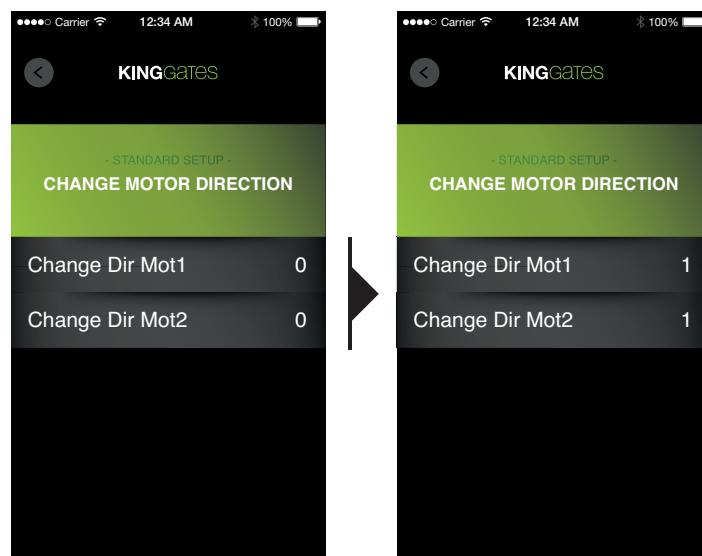 Carrier 12:34 AM 100%
KINGGATES
- STANDARD SETUP -
CHANGE MOTOR DIRECTION
Change Dir Mot1 0
Change Dir Mot2 0
Carrier 12:34 AM 100%
KINGGATES
- STANDARD SETUP -
CHANGE MOTOR DIRECTION
Change Dir Mot1 1
Change Dir Mot2 1